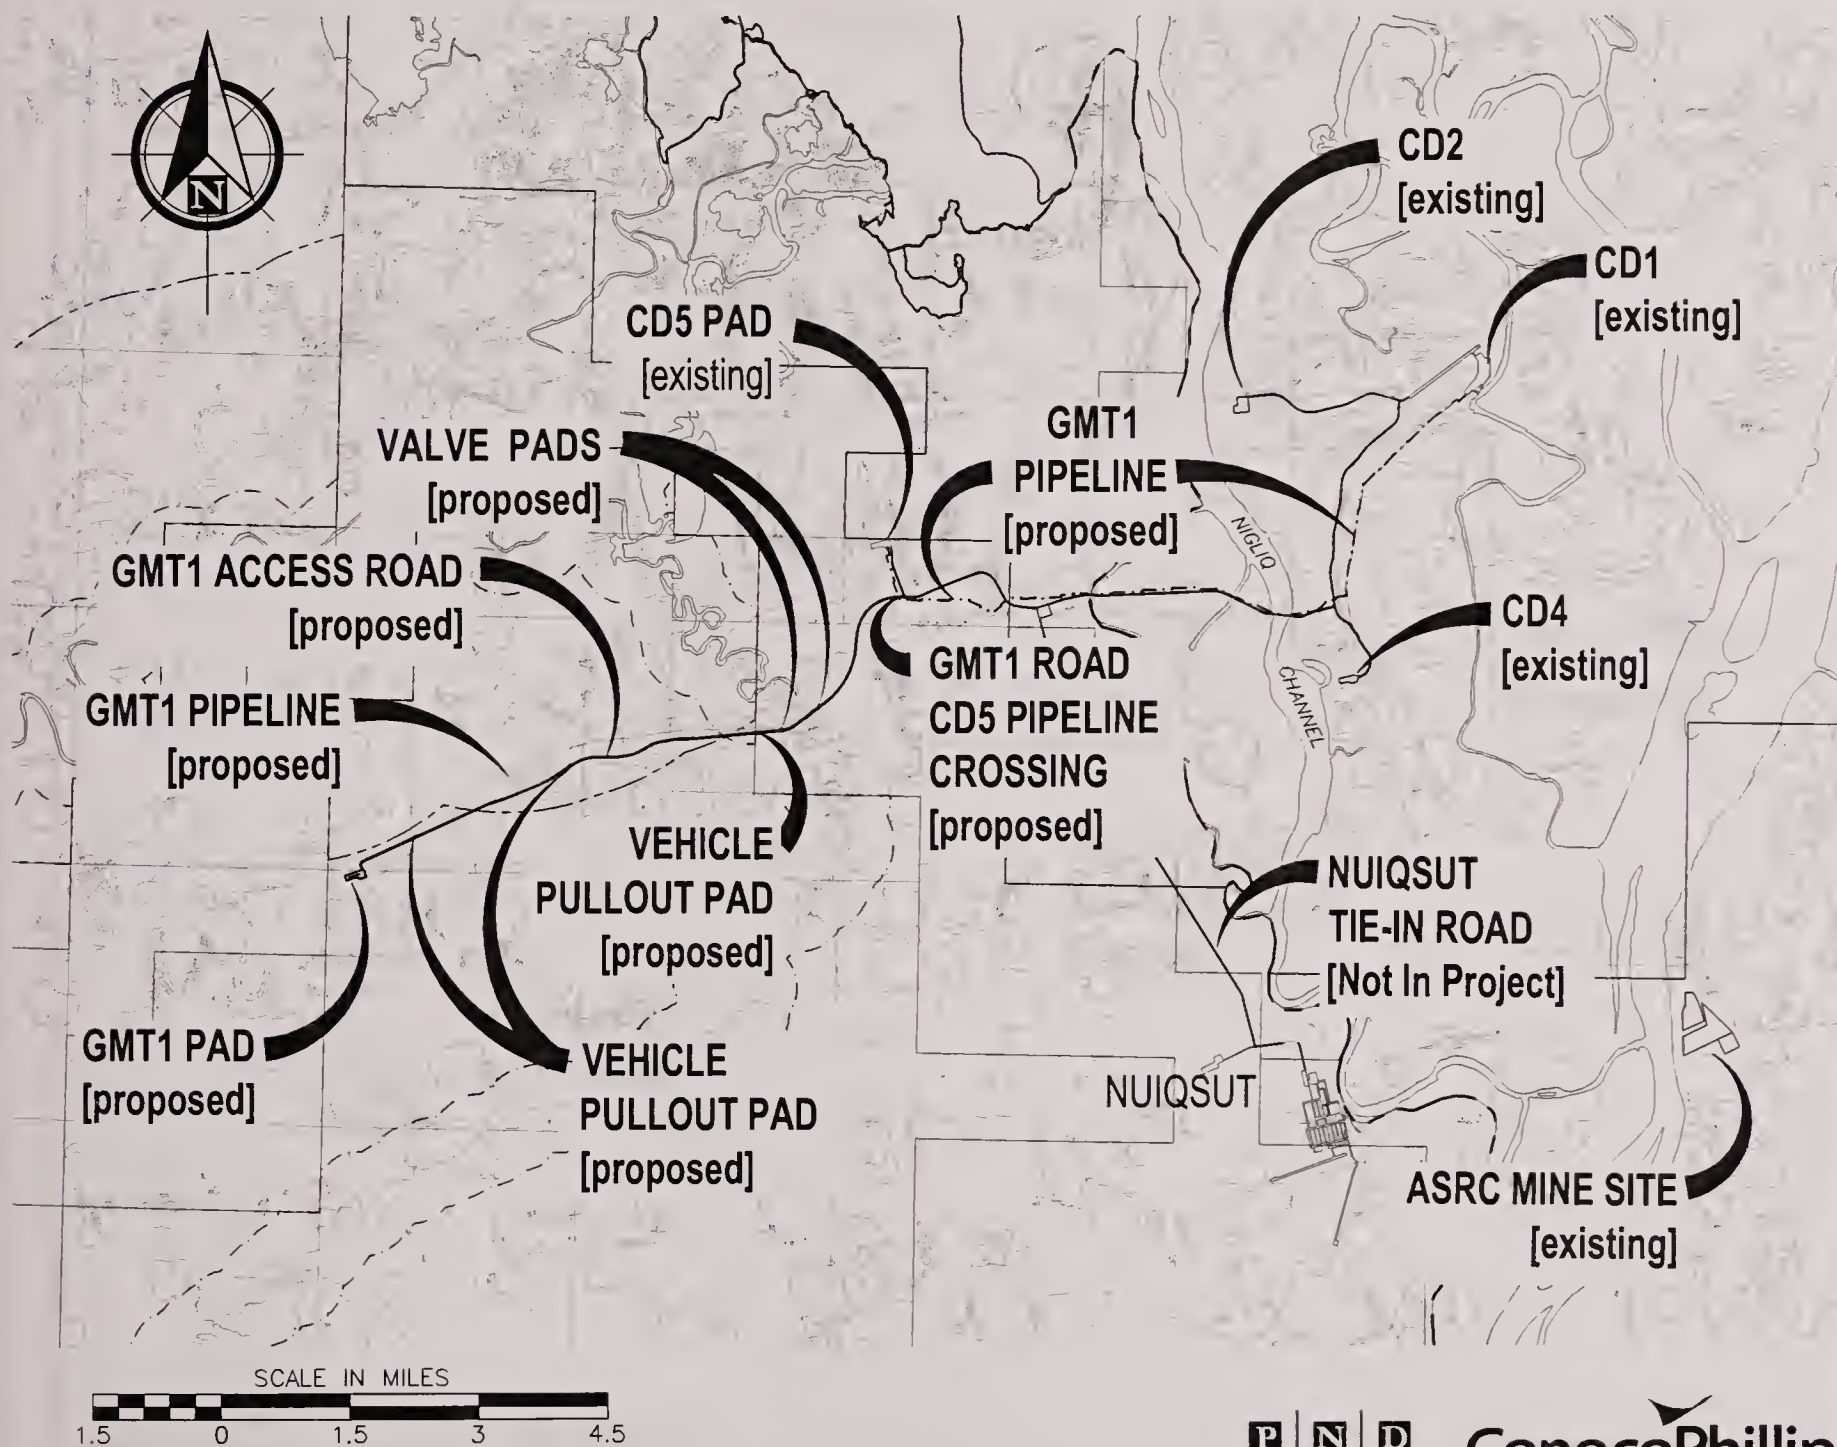 N
CD2
[existing]
CD1
[existing]
CD5 PAD
[existing]
GMT1
PIPELINE
[proposed]
VALVE PADS
[proposed]
NIGLIQ
CHANNEL
GMT1 ACCESS ROAD
[proposed]
CD4
[existing]
GMT1 PIPELINE
[proposed]
GMT1 ROAD
CD5 PIPELINE
CROSSING
[proposed]
VEHICLE
PULLOUT PAD
[proposed]
NUIQSUT
TIE-IN ROAD
[Not In Project]
GMT1 PAD
[proposed]
VEHICLE
PULLOUT PAD
[proposed]
NUIQSUT
ASRC MINE SITE
[existing]
SCALE IN MILES
1.5 0 1.5 3 4.5
P N D
ConocoPhillip